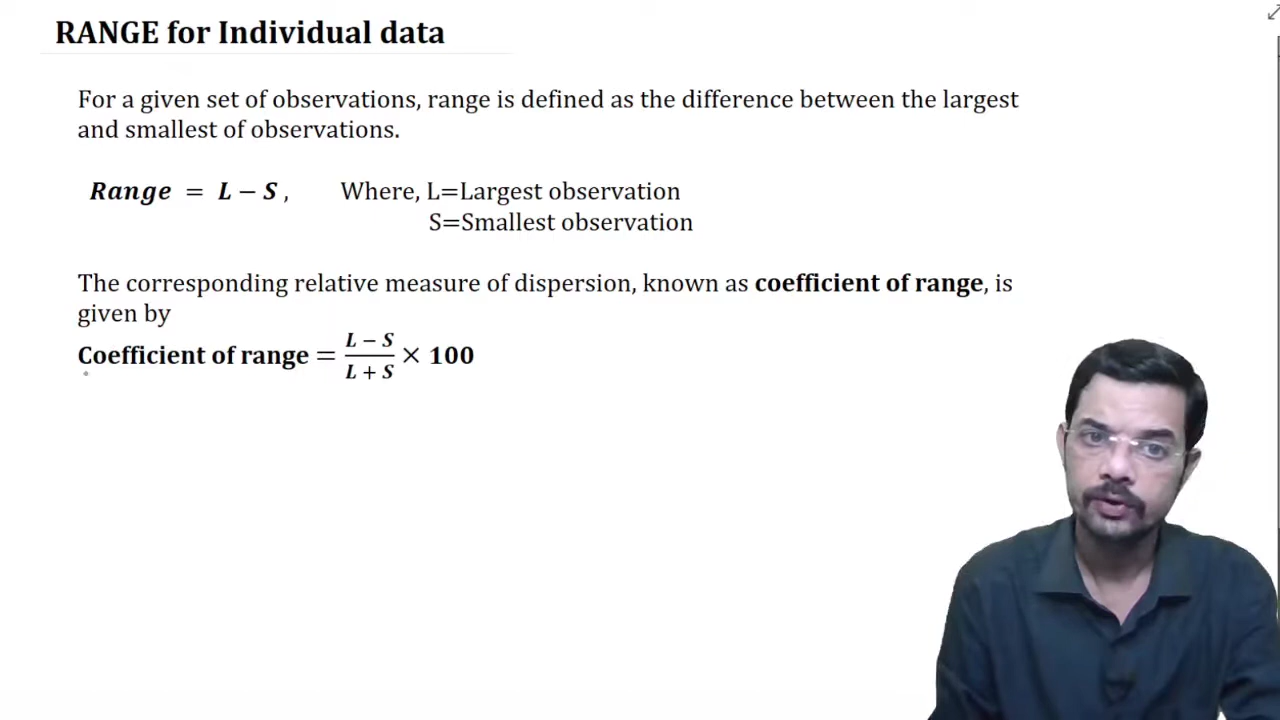 RANGE for Individual data
For a given set of observations, range is defined as the difference between the largest
and smallest of observations.
Range = L − S , Where, L=Largest observation
S=Smallest observation
The corresponding relative measure of dispersion, known as coefficient of range, is
given by
Coefficient of range = \frac{L − S}{L + S} × 100